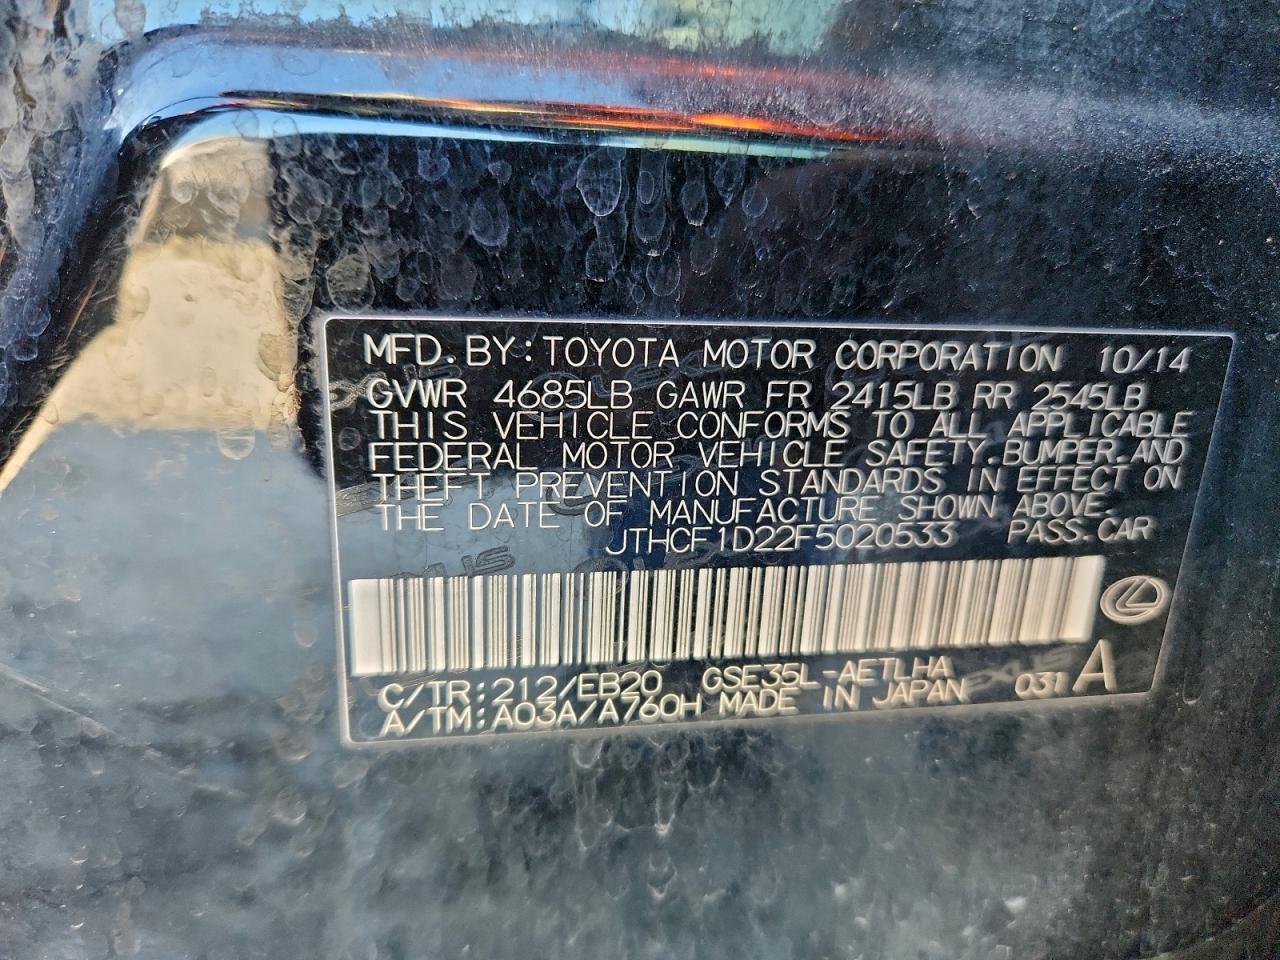 MFD. BY: TOYOTA MOTOR CORPORATION 10/14
GVWR 4685LB GAWR FR 2415LB RR 2545LB
THIS VEHICLE CONFORMS TO ALL APPLICABLE
FEDERAL MOTOR VEHICLE SAFETY, BUMPER, AND
THEFT PREVENTION STANDARDS IN EFFECT ON
THE DATE OF MANUFACTURE SHOWN ABOVE.
JTHCF1D22F5020533 PASS. CAR
C/TR: 212/EB20 GSE35L-AETLHA
A/TM: A03A/A760H MADE IN JAPAN 031 A